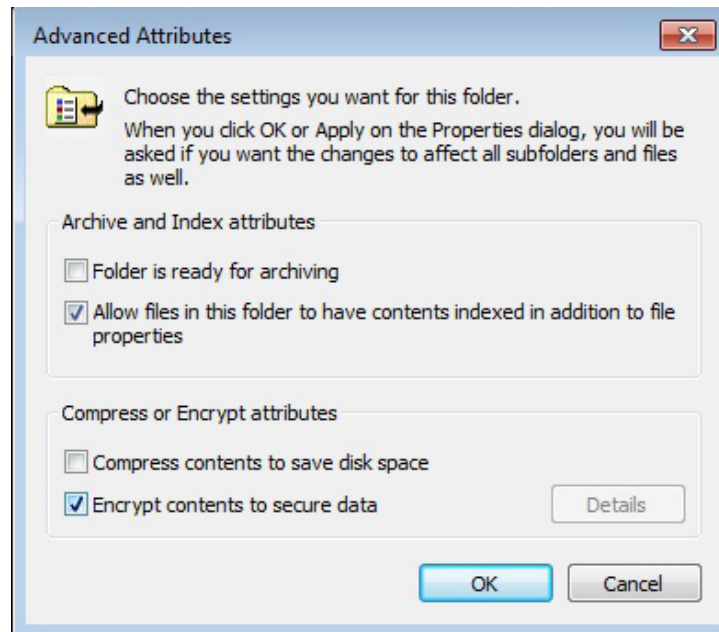 Advanced Attributes
Choose the settings you want for this folder.
When you click OK or Apply on the Properties dialog, you will be
asked if you want the changes to affect all subfolders and files
as well.
Archive and Index attributes
Folder is ready for archiving
Allow files in this folder to have contents indexed in addition to file
properties
Compress or Encrypt attributes
Compress contents to save disk space
Encrypt contents to secure data
Details
OK
Cancel